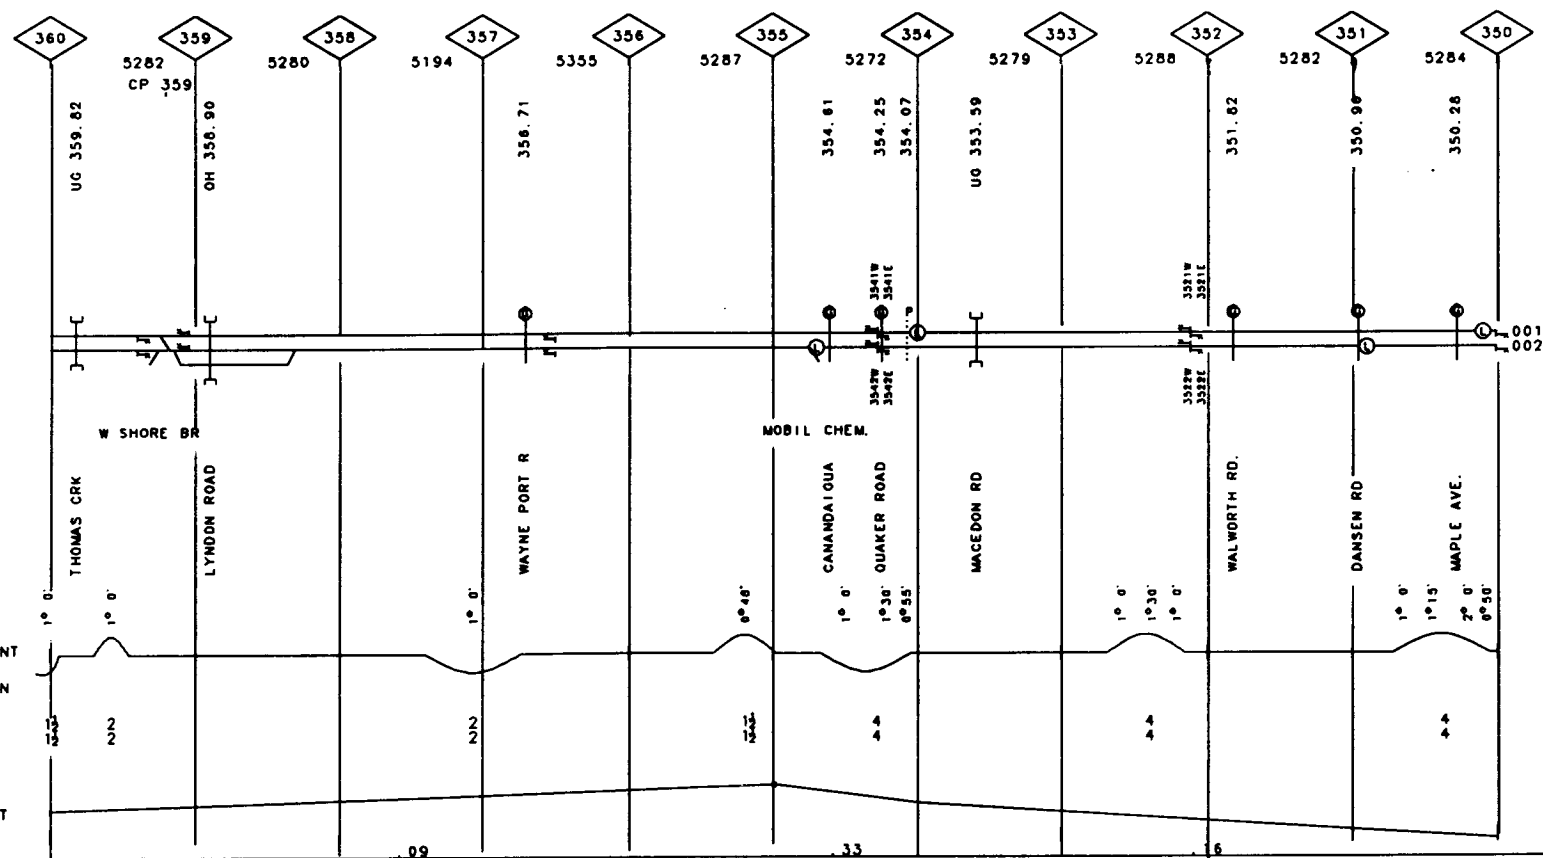 360 359 358 357 356 355 354 353 352 351 350
5282 5280 5194 5355 5287 5272 5279 5288 5282 5284
CP 359
UG 359.82
OH 358.90
356.71
354.61
354.25
354.07
UG 353.59
351.82
350.96
350.28
3541W
3541E
3521W
3521E
001
002
3542W
3542E
3522W
3522E
W SHORE BR
MOBIL CHEM.
THOMAS CRK
LYNDON ROAD
WAYNE PORT R
CANANDAIGUA
QUAKER ROAD
MACEDON RD
WALWORTH RD.
DANSEN RD
MAPLE AVE.
1° 0'
1° 0'
1° 0'
0°48'
1° 0'
1°30'
0°55'
1° 0'
1°30'
1° 0'
1° 0'
1°15'
2° 0'
0°50'
NT
N
2 2 4 4 4
2 2 4 4 4
T
.09 .33 .16